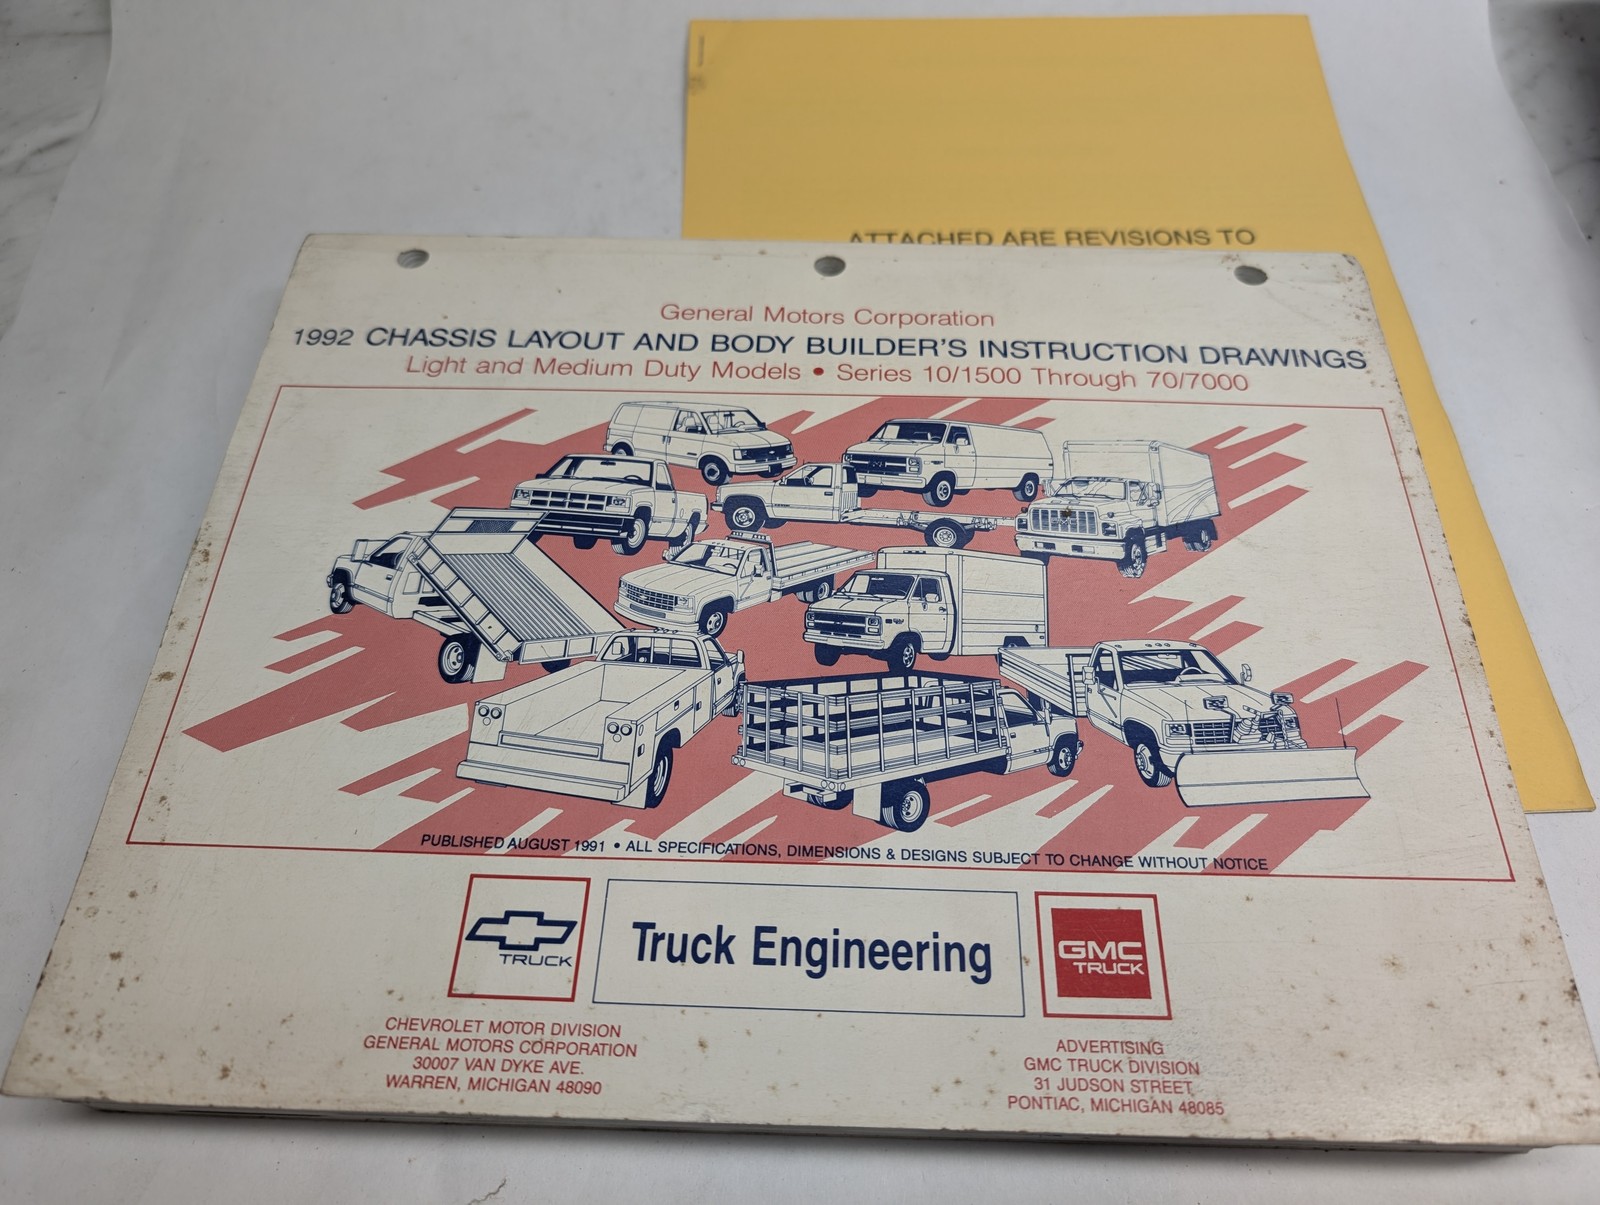 ATTACHED ARE REVISIONS TO
General Motors Corporation
1992 CHASSIS LAYOUT AND BODY BUILDER'S INSTRUCTION DRAWINGS
Light and Medium Duty Models • Series 10/1500 Through 70/7000
PUBLISHED AUGUST 1991 • ALL SPECIFICATIONS, DIMENSIONS & DESIGNS SUBJECT TO CHANGE WITHOUT NOTICE
TRUCK
Truck Engineering
GMC
TRUCK
CHEVROLET MOTOR DIVISION
GENERAL MOTORS CORPORATION
30007 VAN DYKE AVE.
WARREN, MICHIGAN 48090
ADVERTISING
GMC TRUCK DIVISION
31 JUDSON STREET
PONTIAC, MICHIGAN 48085